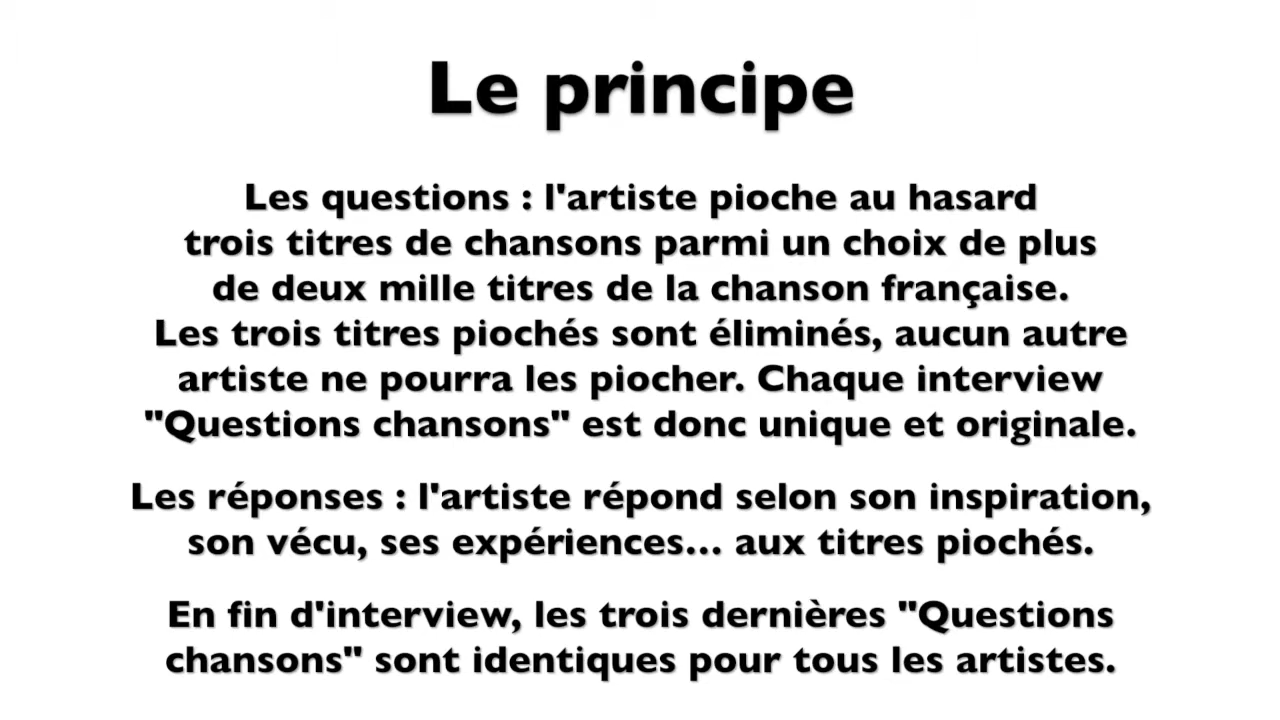 Le principe
Les questions : l'artiste pioche au hasard
trois titres de chansons parmi un choix de plus
de deux mille titres de la chanson française.
Les trois titres piochés sont éliminés, aucun autre
artiste ne pourra les piocher. Chaque interview
"Questions chansons" est donc unique et originale.
Les réponses : l'artiste répond selon son inspiration,
son vécu, ses expériences... aux titres piochés.
En fin d'interview, les trois dernières "Questions
chansons" sont identiques pour tous les artistes.